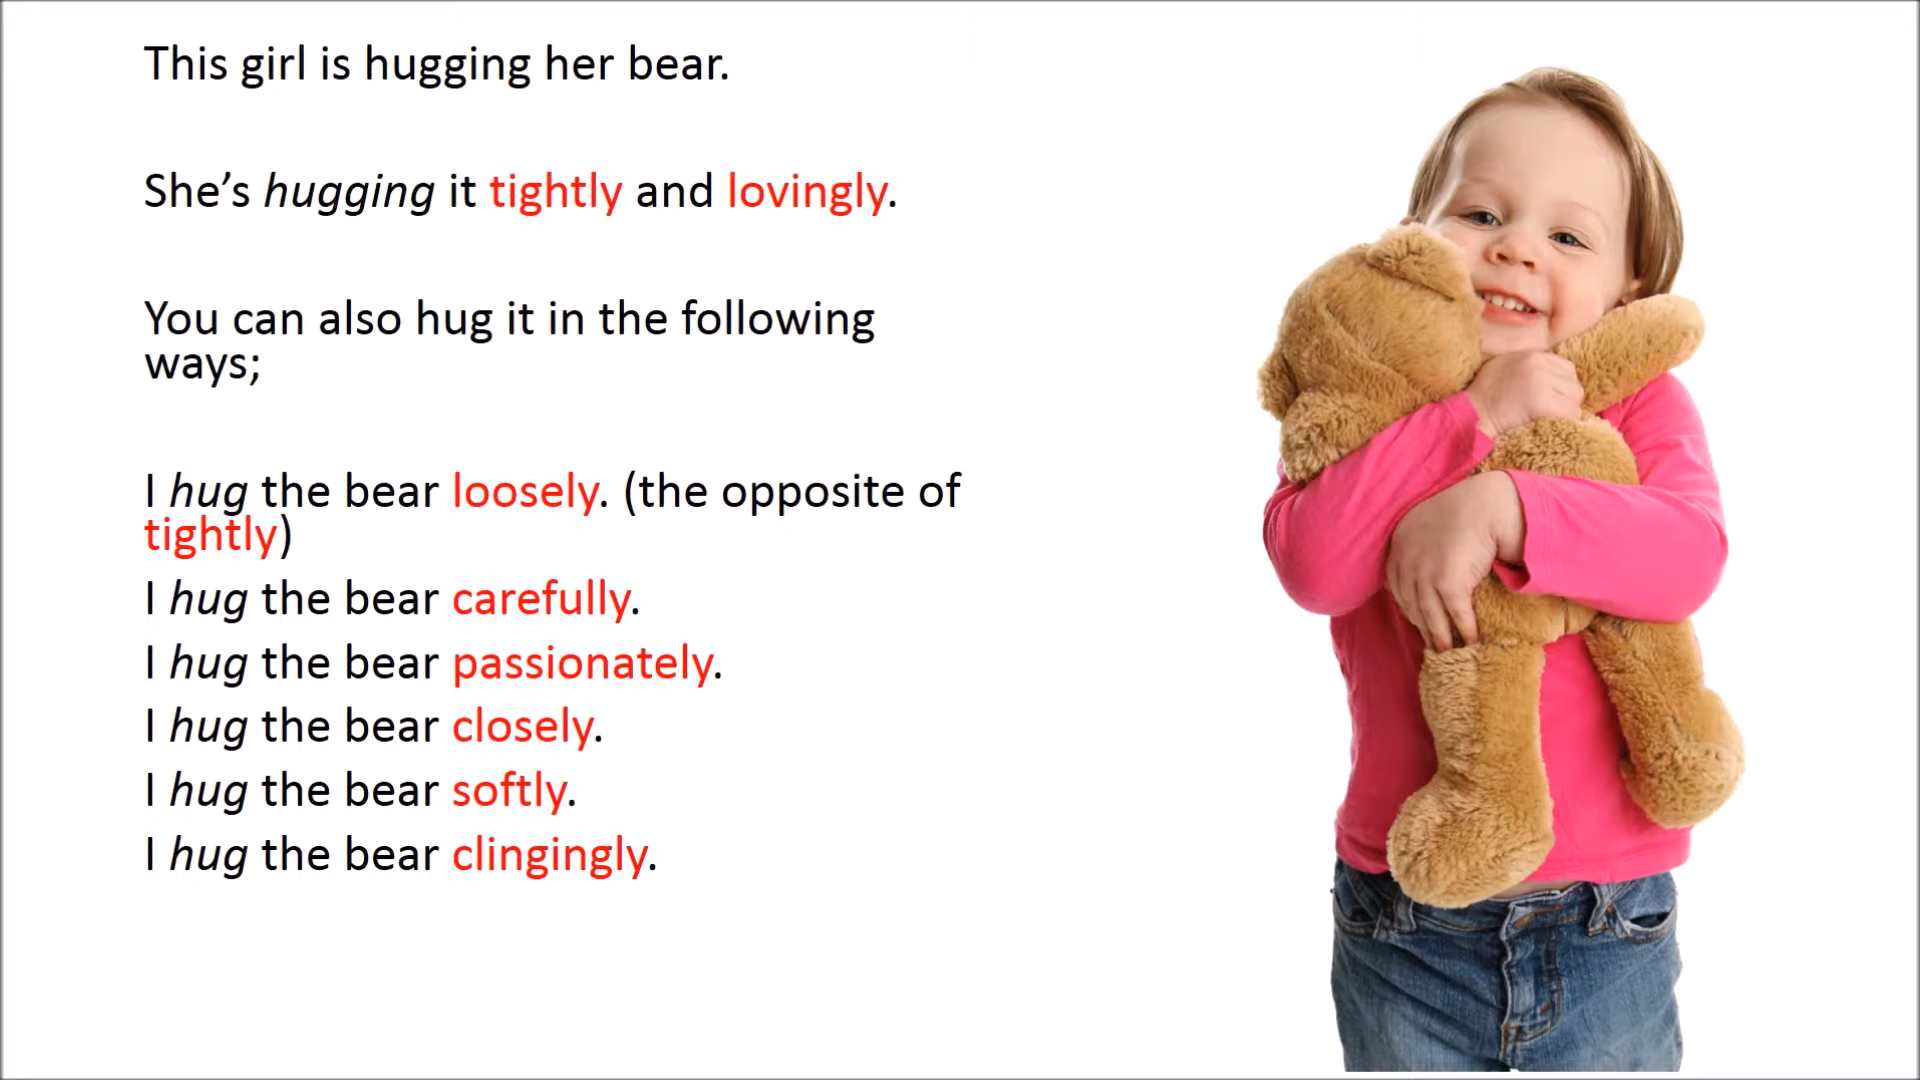 This girl is hugging her bear.
She’s hugging it tightly and lovingly.
You can also hug it in the following
ways;
I hug the bear loosely. (the opposite of
tightly)
I hug the bear carefully.
I hug the bear passionately.
I hug the bear closely.
I hug the bear softly.
I hug the bear clingingly.